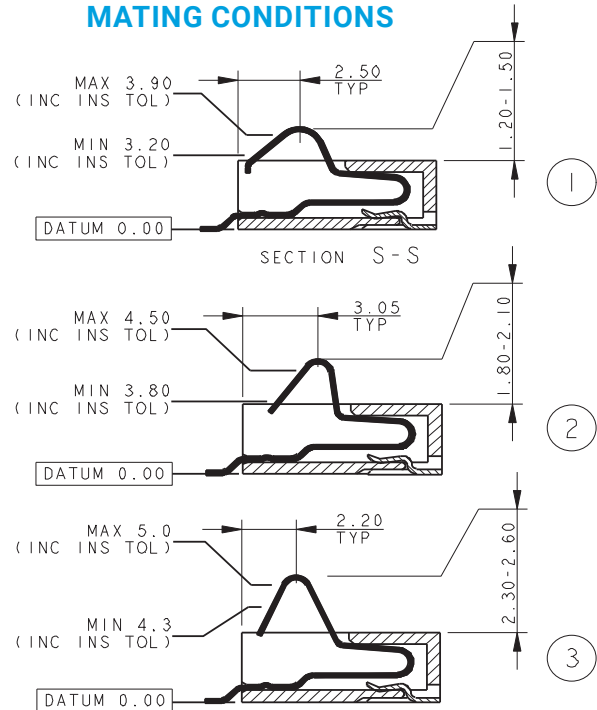 MATING CONDITIONS
MAX 3.90
(INC INS TOL)
2.50
TYP
1.20-1.50
MIN 3.20
(INC INS TOL)
1
DATUM 0.00
SECTION S-S
MAX 4.50
(INC INS TOL)
3.05
TYP
1.80-2.10
MIN 3.80
(INC INS TOL)
2
DATUM 0.00
MAX 5.0
(INC INS TOL)
2.20
TYP
2.30-2.60
MIN 4.3
(INC INS TOL)
3
DATUM 0.00